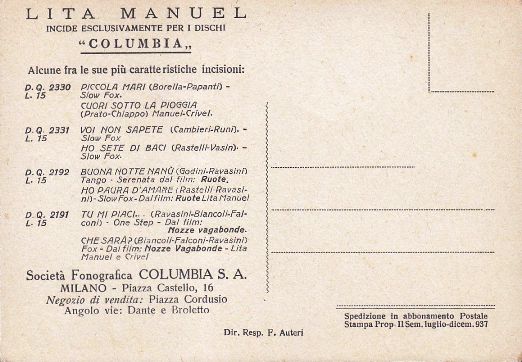 LITA MANUEL
INCIDE ESCLUSIVAMENTE PER I DISCHI
"COLUMBIA„
Alcune fra le sue più caratteristiche incisioni:
D. Q. 2330 PICCOLA MARI (Borella-Papanti) -
L. 15 Slow Fox.
CUORI SOTTO LA PIOGGIA
(Prato-Chiappo) Manuel-Crivel.
D. Q. 2331 VOI NON SAPETE (Cambieri-Runi). -
L. 15 Slow Fox
HO SETE DI BACI (Rastelli-Vasin). -
Slow Fox.
D. Q. 2192 BUONA NOTTE NANÙ (Godini-Ravasini)
L. 15 Tango - Serenata dal film: Ruote.
HO PAURA D'AMARE (Rastelli-Ravasi-
ni)-Slow Fox-Dal film: Ruote Lita Manuel
D. Q. 2191 TU MI PIACI... (Ravasini-Biancoli-Fal-
L. 15 coni) - One Step - Dal film:
Nozze vagabonde.
CHE SARÀ? (Biancoli-Falconi-Ravasini)
Fox - Dal film: Nozze Vagabonde - Lita
Manuel e Crivel
Società Fonografica COLUMBIA S. A.
MILANO - Piazza Castello, 16
Negozio di vendita: Piazza Cordusio
Angolo vie: Dante e Broletto
Dir. Resp. F. Auteri
Spedizione in abbonamento Postale
Stampa Prop. II Sem. luglio-dicem. 937